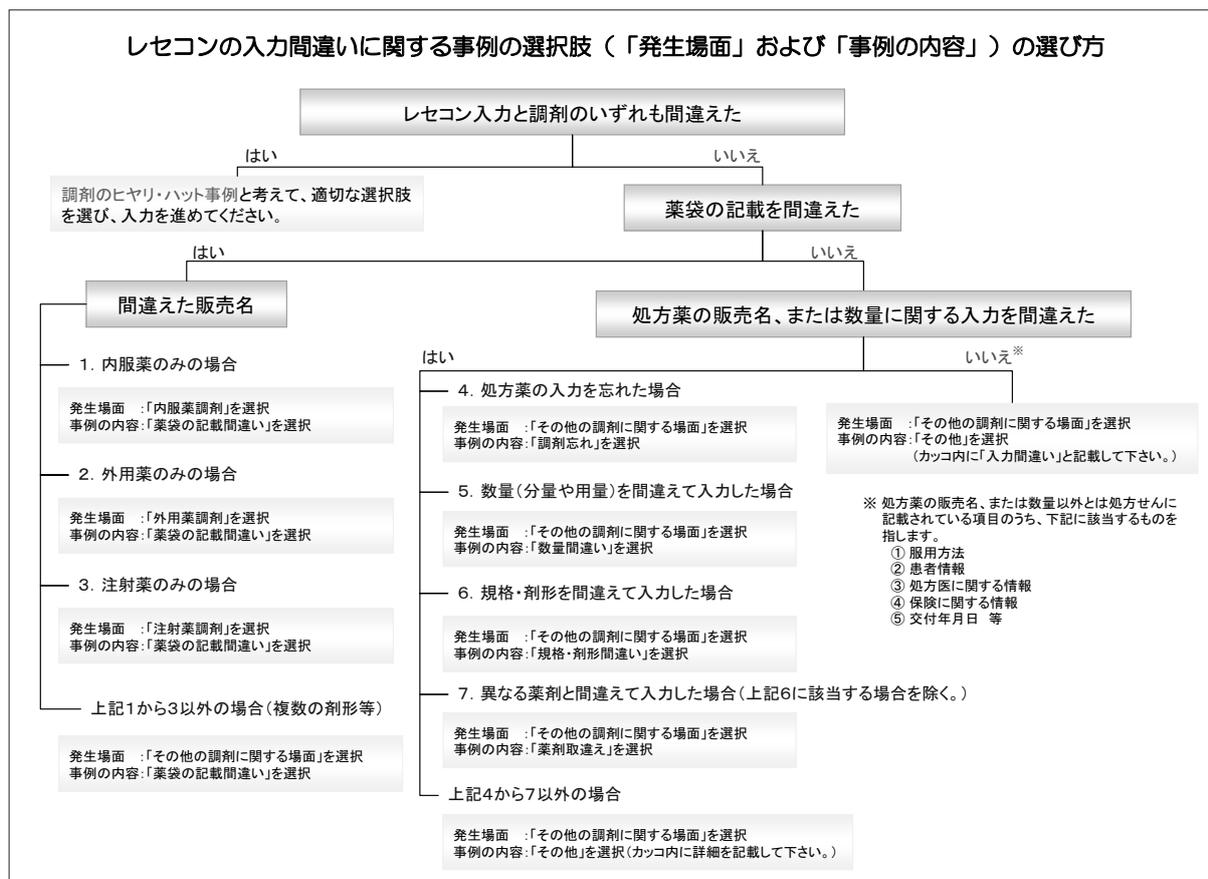 レセコンの入力間違いに関する事例の選択肢（「発生場面」および「事例の内容」）の選び方
レセコン入力と調剤のいずれも間違えた
はい
いいえ
調剤のヒヤリ・ハット事例と考えて、適切な選択肢
を選び、入力を進めてください。
薬袋の記載を間違えた
はい
いいえ
間違えた販売名
1．内服薬のみの場合
発生場面　：「内服薬調剤」を選択
事例の内容：「薬袋の記載間違い」を選択
2．外用薬のみの場合
発生場面　：「外用薬調剤」を選択
事例の内容：「薬袋の記載間違い」を選択
3．注射薬のみの場合
発生場面　：「注射薬調剤」を選択
事例の内容：「薬袋の記載間違い」を選択
上記1から3以外の場合（複数の剤形等）
発生場面　：「その他の調剤に関する場面」を選択
事例の内容：「薬袋の記載間違い」を選択
処方薬の販売名、または数量に関する入力を間違えた
はい
いいえ※
4．処方薬の入力を忘れた場合
発生場面　：「その他の調剤に関する場面」を選択
事例の内容：「調剤忘れ」を選択
5．数量（分量や用量）を間違えて入力した場合
発生場面　：「その他の調剤に関する場面」を選択
事例の内容：「数量間違い」を選択
6．規格・剤形を間違えて入力した場合
発生場面　：「その他の調剤に関する場面」を選択
事例の内容：「規格・剤形間違い」を選択
7．異なる薬剤と間違えて入力した場合（上記6に該当する場合を除く。）
発生場面　：「その他の調剤に関する場面」を選択
事例の内容：「薬剤取違え」を選択
上記4から7以外の場合
発生場面　：「その他の調剤に関する場面」を選択
事例の内容：「その他」を選択（カッコ内に詳細を記載して下さい。）
発生場面　：「その他の調剤に関する場面」を選択
事例の内容：「その他」を選択
（カッコ内に「入力間違い」と記載して下さい。）
※ 処方薬の販売名、または数量以外とは処方せんに
記載されている項目のうち、下記に該当するものを
指します。
① 服用方法
② 患者情報
③ 処方医に関する情報
④ 保険に関する情報
⑤ 交付年月日　等